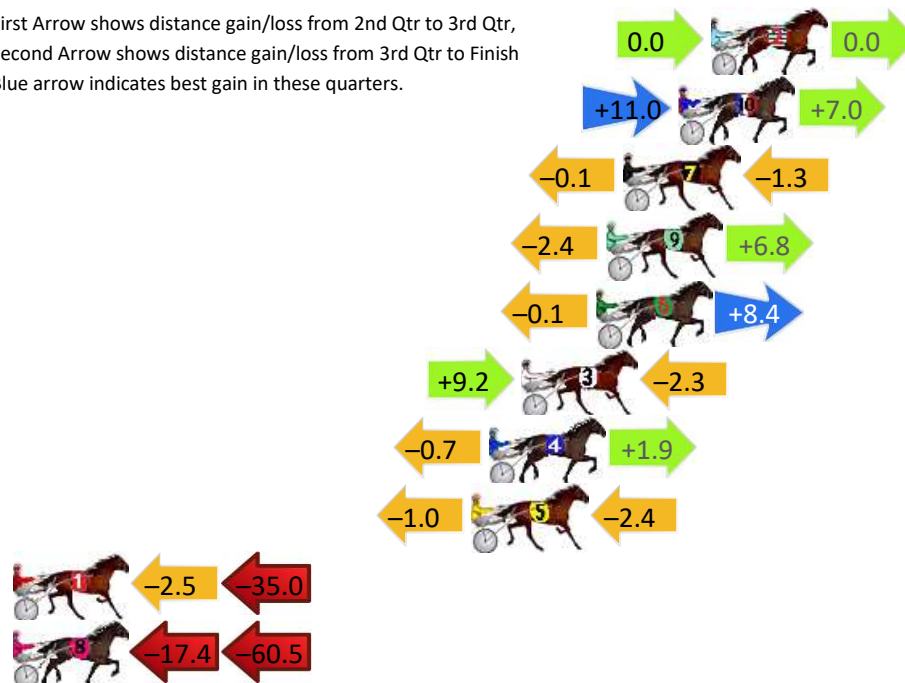 irst Arrow shows distance gain/loss from 2nd Qtr to 3rd Qtr,
econd Arrow shows distance gain/loss from 3rd Qtr to Finish
Blue arrow indicates best gain in these quarters.
0.0 0.0
+11.0 10 +7.0
−0.1 7 −1.3
−2.4 9 +6.8
−0.1 6 +8.4
+9.2 3 −2.3
−0.7 4 +1.9
−1.0 5 −2.4
1 −2.5 −35.0
8 −17.4 −60.5